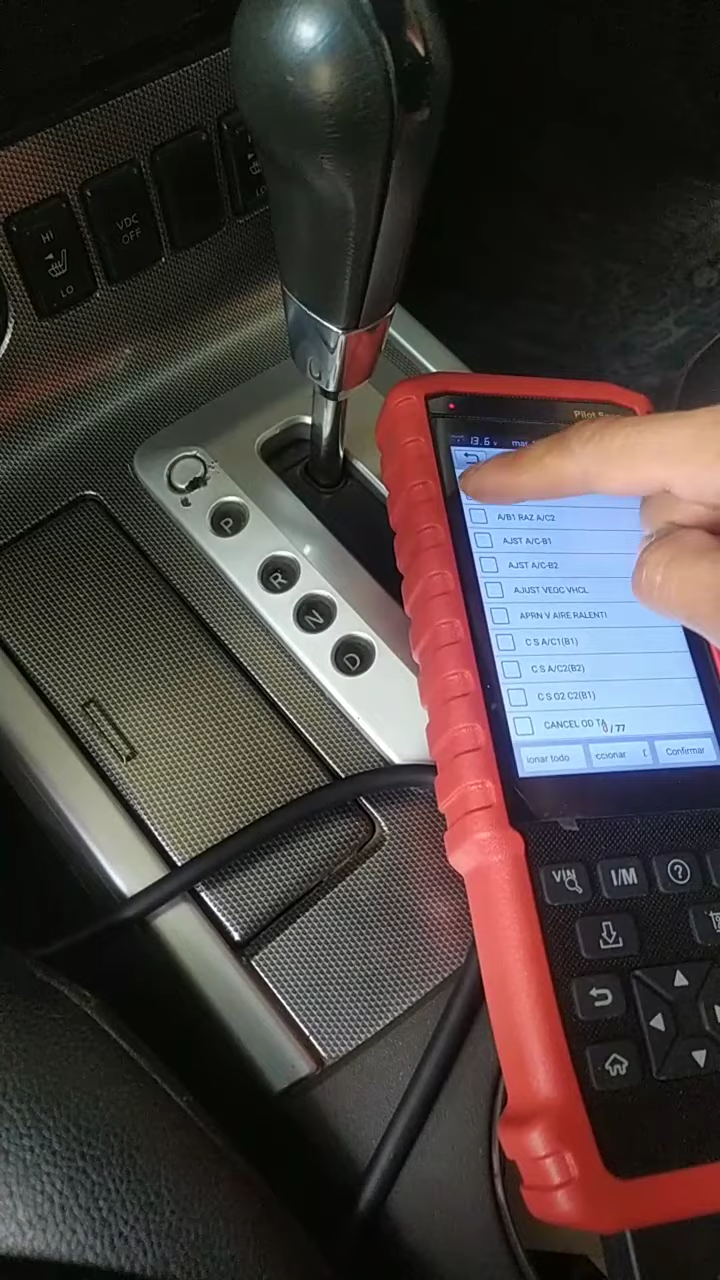 HI
LO
VDC
OFF
LO
P
R
N
D
Pilot
13.6 v
A/B1 RAZ A/C2
AJST A/C-B1
AJST A/C-B2
AJUST VEOC VHCL
APRN V AIRE RALENTI
C S A/C1(B1)
C S A/C2(B2)
C S O2 C2(B1)
CANCEL OD TA
/ 77
ionar todo
ccionar
Confirmar
VIN
I/M
?